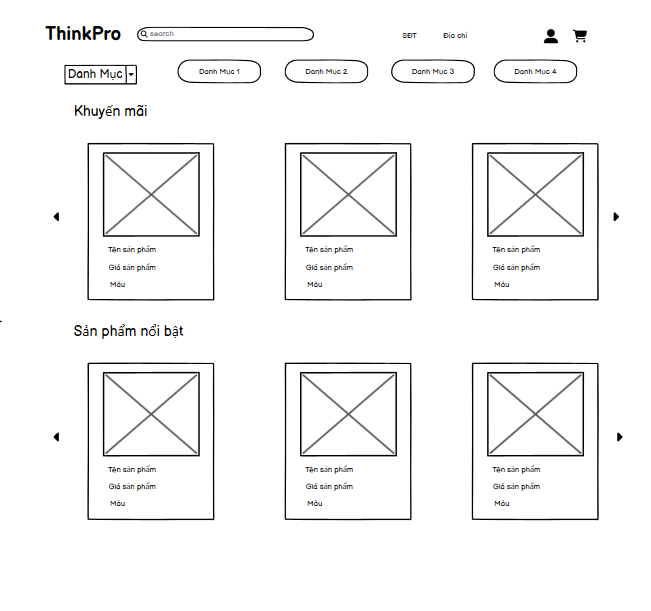 ThinkPro search SĐT Địa chỉ
Danh Mục Danh Mục 1 Danh Mục 2 Danh Mục 3 Danh Mục 4
Khuyến mãi
Tên sản phẩm Tên sản phẩm Tên sản phẩm
Giá sản phẩm Giá sản phẩm Giá sản phẩm
Màu Màu Màu
Sản phẩm nổi bật
Tên sản phẩm Tên sản phẩm Tên sản phẩm
Giá sản phẩm Giá sản phẩm Giá sản phẩm
Màu Màu Màu